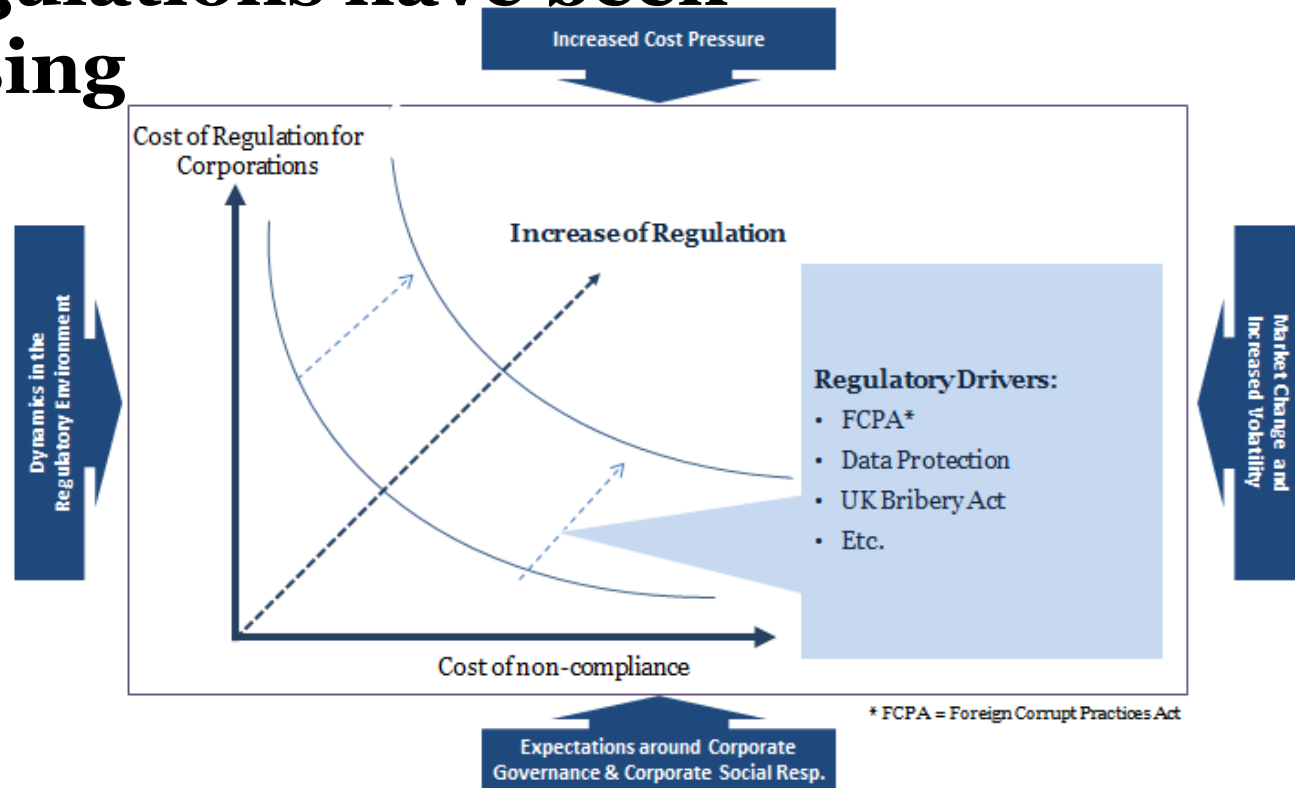 have been
Increased Cost Pressure
Cost of Regulation for
Corporations
Increase of Regulation
Dynamics in the
Regulatory Environment
Market Change and
Increased Volatility
Regulatory Drivers:
• FCPA*
• Data Protection
• UK Bribery Act
• Etc.
Cost of non-compliance
* FCPA = Foreign Corrupt Practices Act
Expectations around Corporate
Governance & Corporate Social Resp.